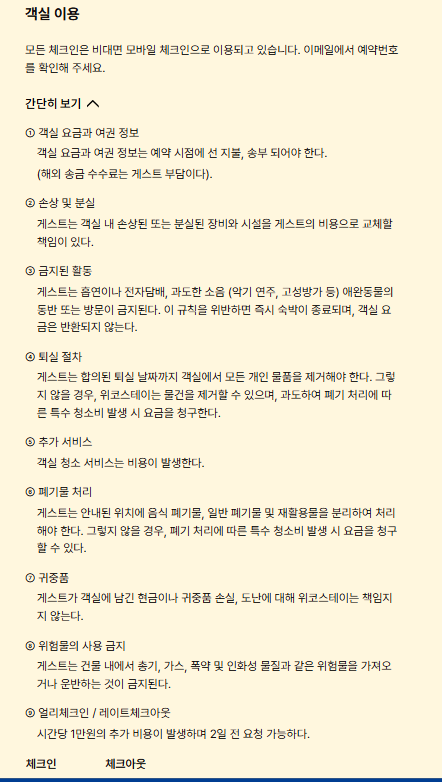 객실 이용
모든 체크인은 비대면 모바일 체크인으로 이용되고 있습니다. 이메일에서 예약번호
를 확인해 주세요.
간단히 보기
① 객실 요금과 여권 정보
객실 요금과 여권 정보는 예약 시점에 선 지불, 송부 되어야 한다.
(해외 송금 수수료는 게스트 부담이다).
② 손상 및 분실
게스트는 객실 내 손상된 또는 분실된 장비와 시설을 게스트의 비용으로 교체할
책임이 있다.
③ 금지된 활동
게스트는 흡연이나 전자담배, 과도한 소음 (악기 연주, 고성방가 등) 애완동물의
동반 또는 방문이 금지된다. 이 규칙을 위반하면 즉시 숙박이 종료되며, 객실 요
금은 반환되지 않는다.
④ 퇴실 절차
게스트는 합의된 퇴실 날짜까지 객실에서 모든 개인 물품을 제거해야 한다. 그렇
지 않을 경우, 위코스테이는 물건을 제거할 수 있으며, 과도하여 폐기 처리에 따
른 특수 청소비 발생 시 요금을 청구한다.
⑤ 추가 서비스
객실 청소 서비스는 비용이 발생한다.
⑥ 폐기물 처리
게스트는 안내된 위치에 음식 폐기물, 일반 폐기물 및 재활용물을 분리하여 처리
해야 한다. 그렇지 않을 경우, 폐기 처리에 따른 특수 청소비 발생 시 요금을 청구
할 수 있다.
⑦ 귀중품
게스트가 객실에 남긴 현금이나 귀중품 손실, 도난에 대해 위코스테이는 책임지
지 않는다.
⑧ 위험물의 사용 금지
게스트는 건물 내에서 총기, 가스, 폭약 및 인화성 물질과 같은 위험물을 가져오
거나 운반하는 것이 금지된다.
⑨ 얼리체크인 / 레이트체크아웃
시간당 1만원의 추가 비용이 발생하며 2일 전 요청 가능하다.
체크인 체크아웃